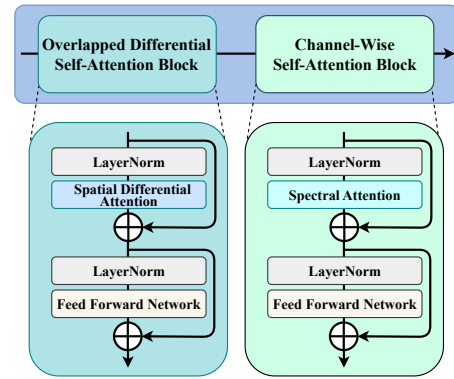 Overlapped Differential
Self-Attention Block
Channel-Wise
Self-Attention Block
LayerNorm
Spatial Differential
Attention
LayerNorm
Feed Forward Network
LayerNorm
Spectral Attention
LayerNorm
Feed Forward Network